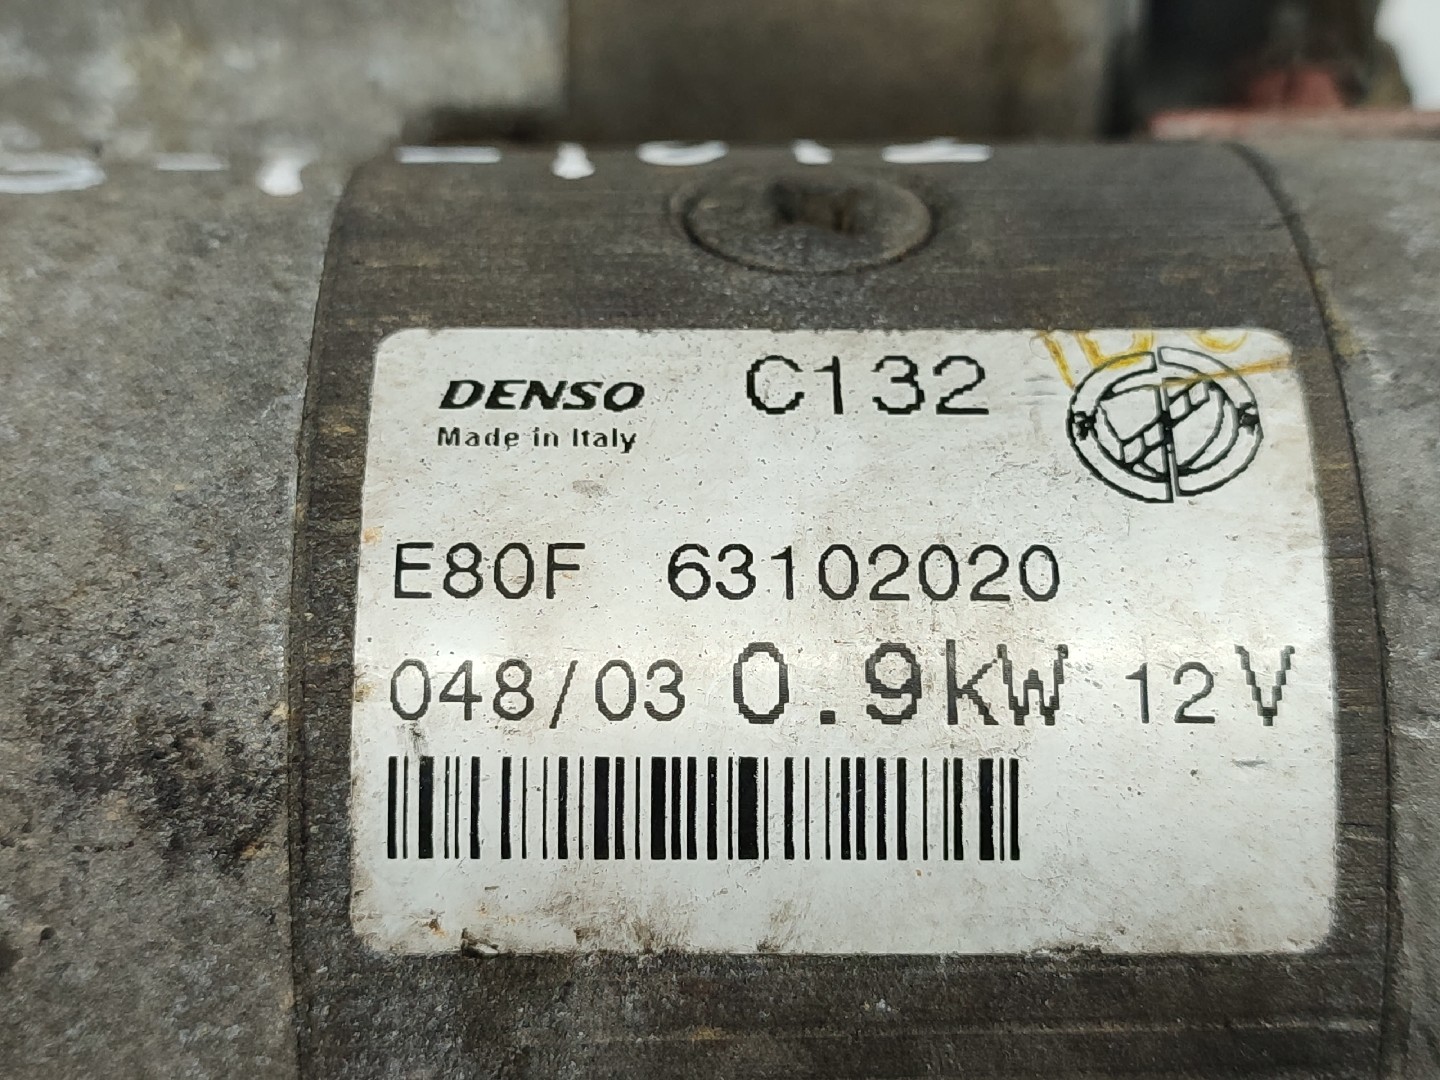 DENSO
Made in Italy
C132
E80F 63102020
048/03 0.9kW 12V